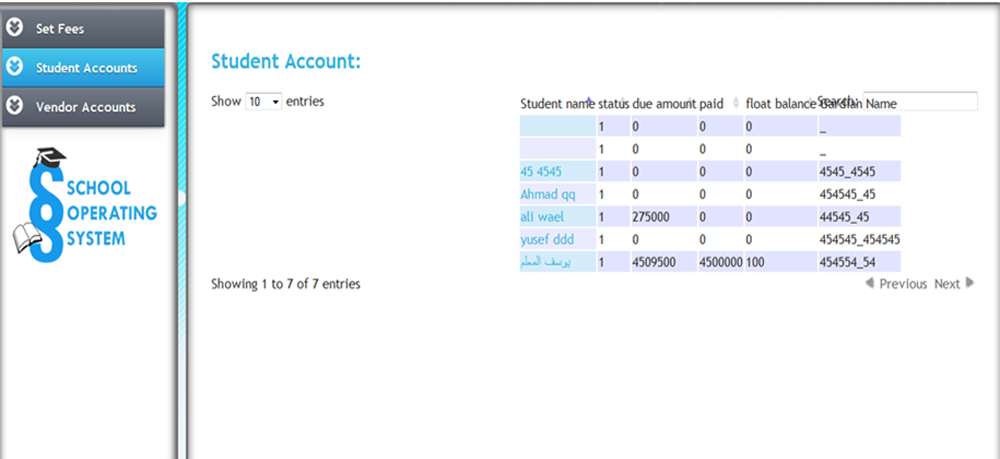 Set Fees
Student Accounts
Vendor Accounts
SCHOOL
OPERATING
SYSTEM
Student Account:
Show 10 entries
Search:
Student name status due amount paid float balance Gardian Name
1 0 0 0 _
1 0 0 0 _
45 4545 1 0 0 0 4545_4545
Ahmad qq 1 0 0 0 454545_45
ali wael 1 275000 0 0 44545_45
yusef ddd 1 0 0 0 454545_454545
يوسف المعلم 1 4509500 4500000 100 454554_54
Showing 1 to 7 of 7 entries
Previous Next